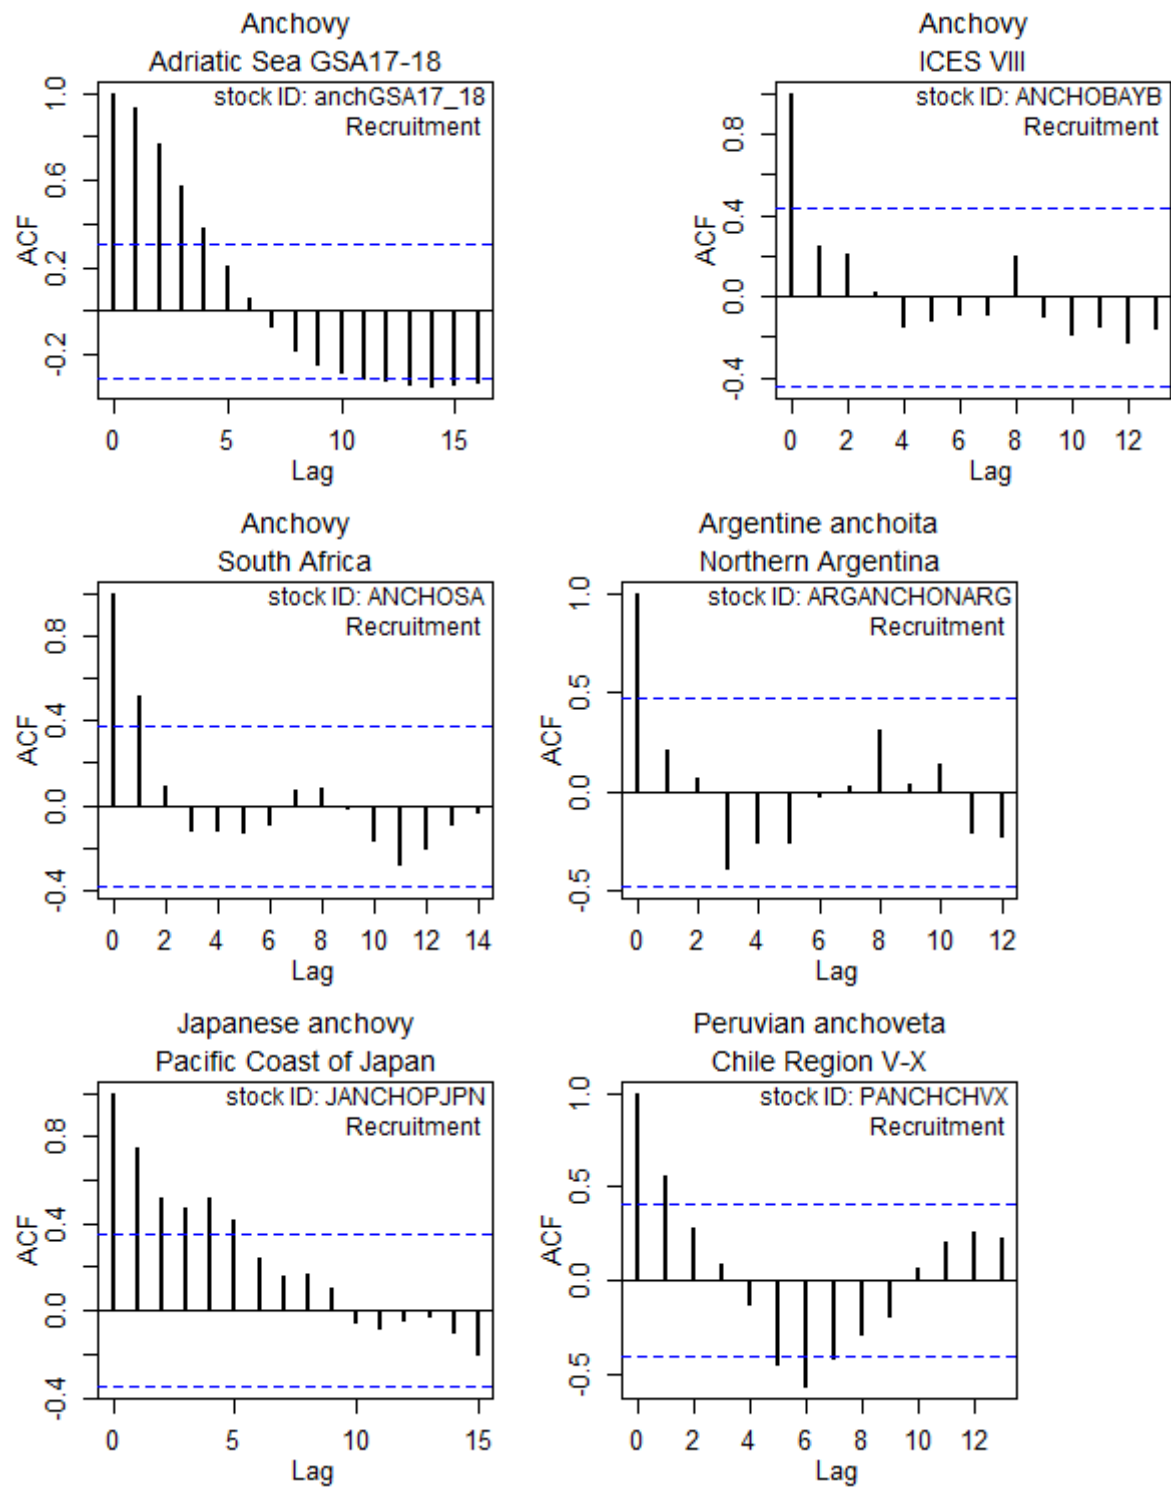 Anchovy
Adriatic Sea GSA17-18
stock ID: anchGSA17_18
Recruitment
ACF
1.0
0.6
0.2
-0.2
0 5 10 15
Lag
Anchovy
ICES VIII
stock ID: ANCHOBAYB
Recruitment
ACF
0.8
0.4
0.0
-0.4
0 2 4 6 8 10 12
Lag
Anchovy
South Africa
stock ID: ANCHOSA
Recruitment
ACF
0.8
0.4
0.0
-0.4
0 2 4 6 8 10 12 14
Lag
Argentine anchoita
Northern Argentina
stock ID: ARGANCHONARG
Recruitment
ACF
1.0
0.5
0.0
-0.5
0 2 4 6 8 10 12
Lag
Japanese anchovy
Pacific Coast of Japan
stock ID: JANCHOPJPN
Recruitment
ACF
0.8
0.4
0.0
-0.4
0 5 10 15
Lag
Peruvian anchoveta
Chile Region V-X
stock ID: PANCHCHVX
Recruitment
ACF
1.0
0.5
0.0
-0.5
0 2 4 6 8 10 12
Lag